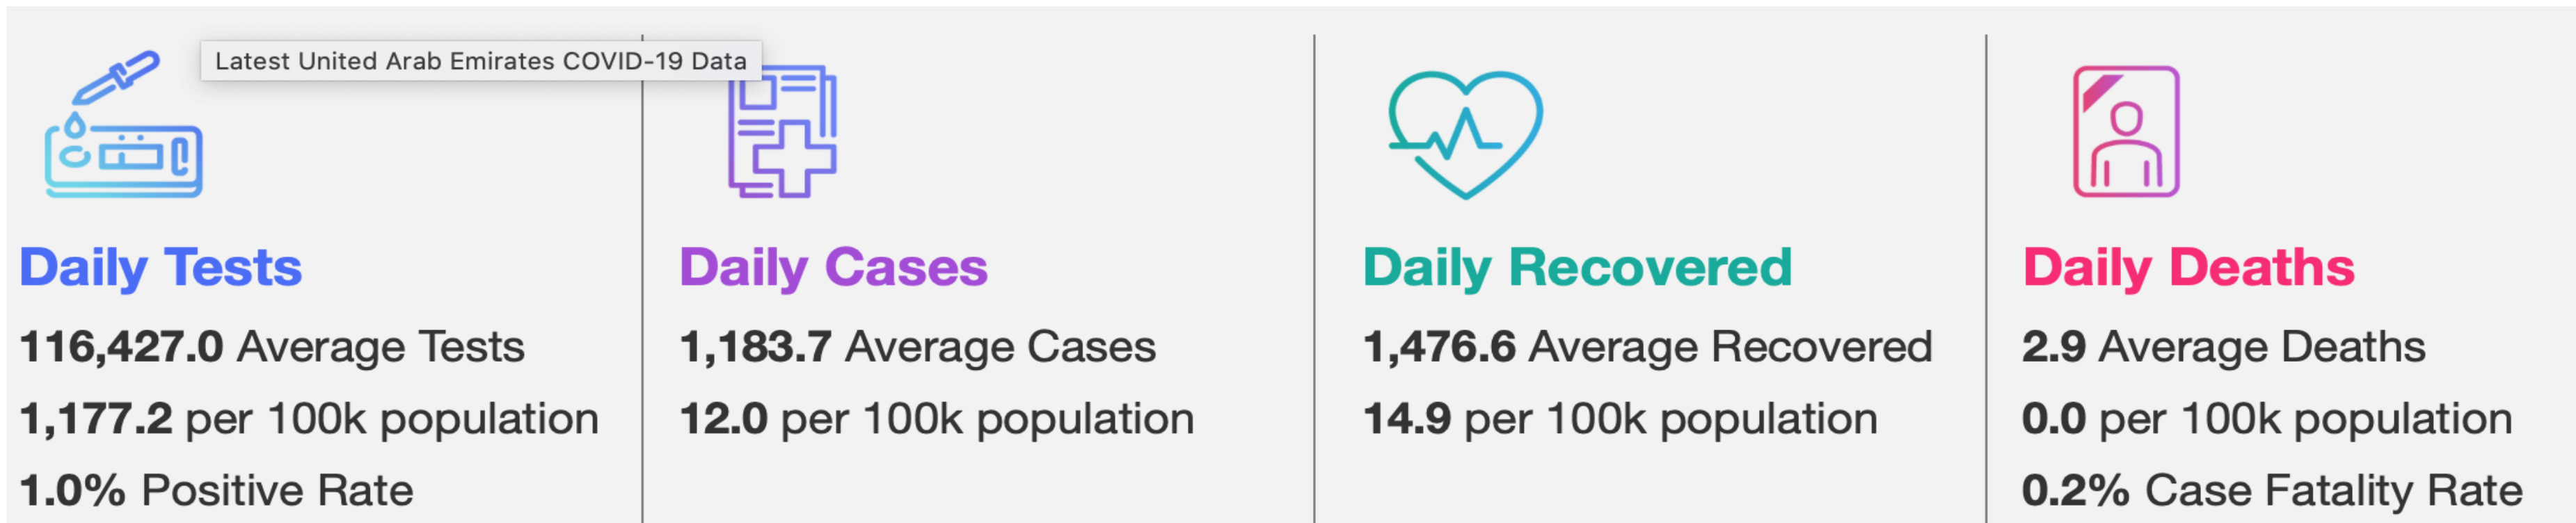 Latest United Arab Emirates COVID-19 Data
Daily Tests
116,427.0 Average Tests
1,177.2 per 100k population
1.0% Positive Rate
Daily Cases
1,183.7 Average Cases
12.0 per 100k population
Daily Recovered
1,476.6 Average Recovered
14.9 per 100k population
Daily Deaths
2.9 Average Deaths
0.0 per 100k population
0.2% Case Fatality Rate